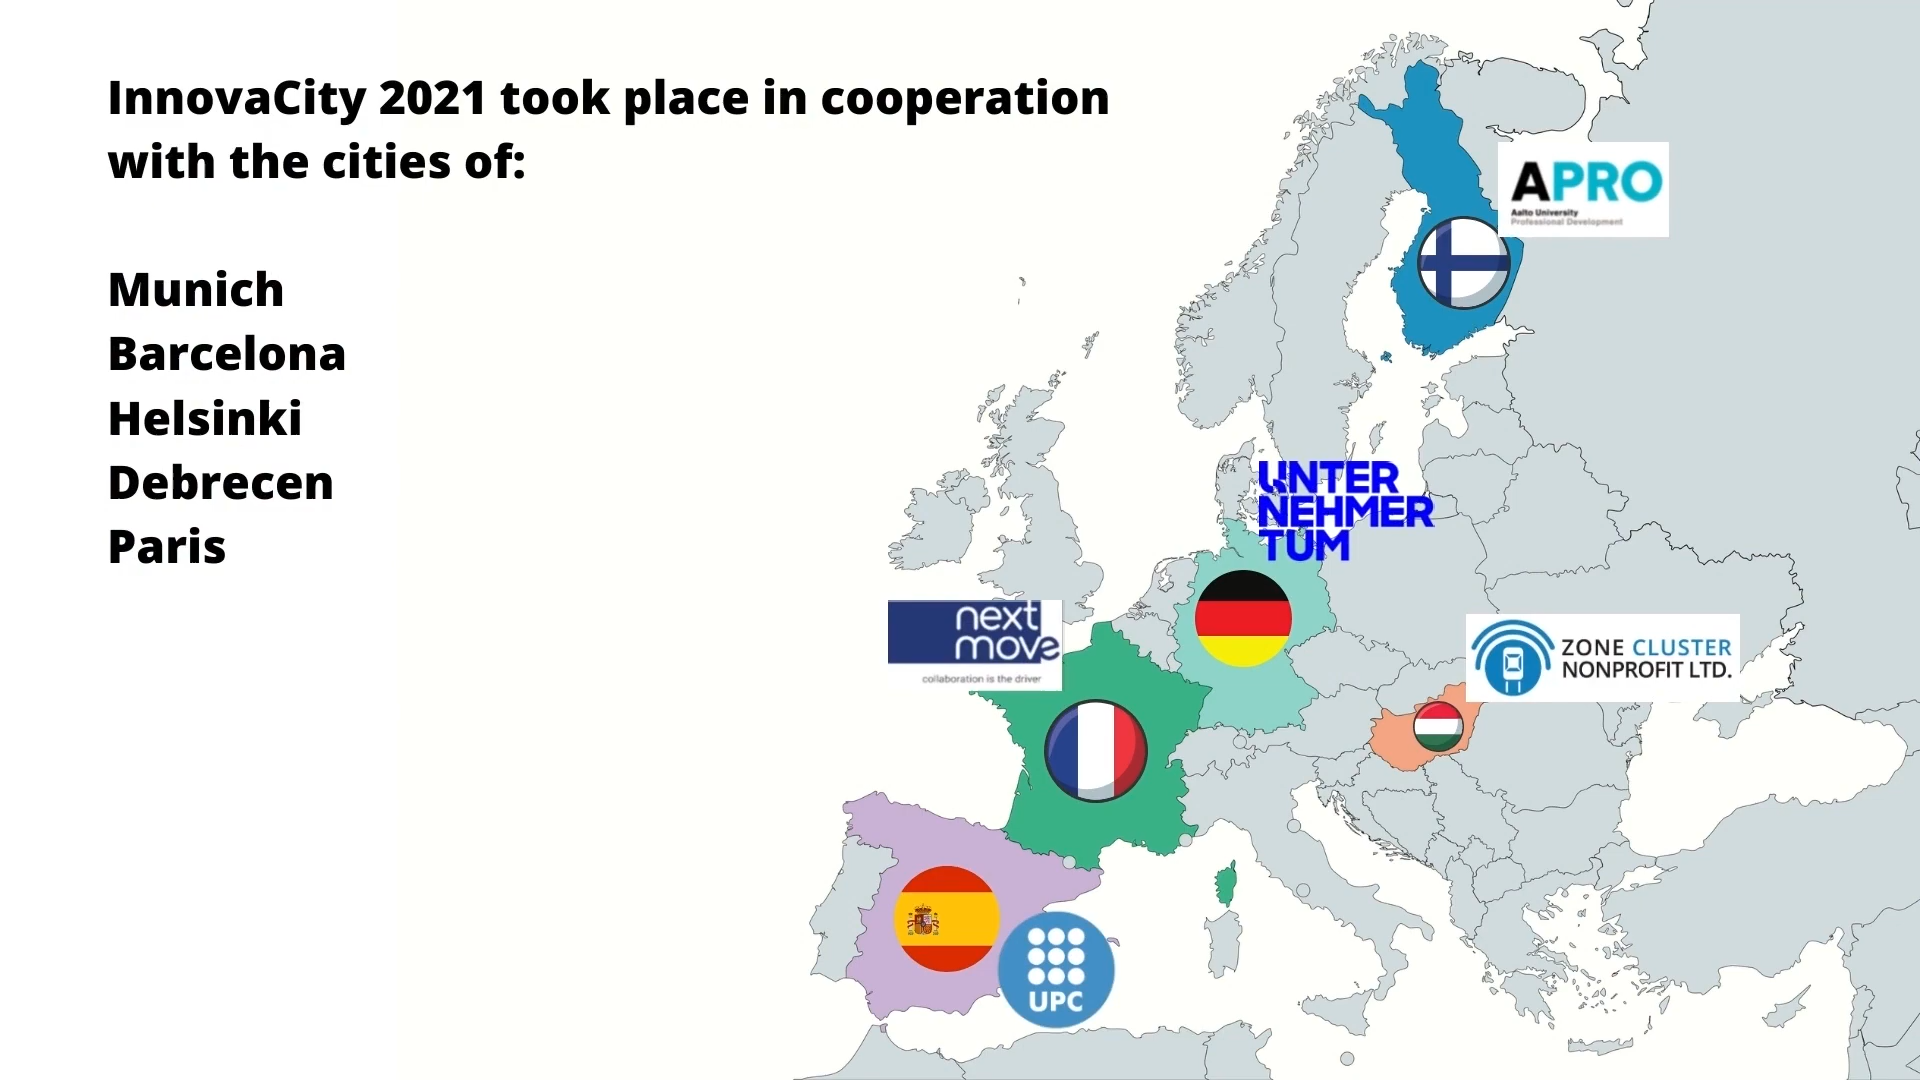 InnovaCity 2021 took place in cooperation
with the cities of:
Munich
Barcelona
Helsinki
Debrecen
Paris
APRO
Aalto University
Professional Development
UNTER
NEHMER
TUM
next
move
collaboration is the driver
ZONE CLUSTER
NONPROFIT LTD.
UPC